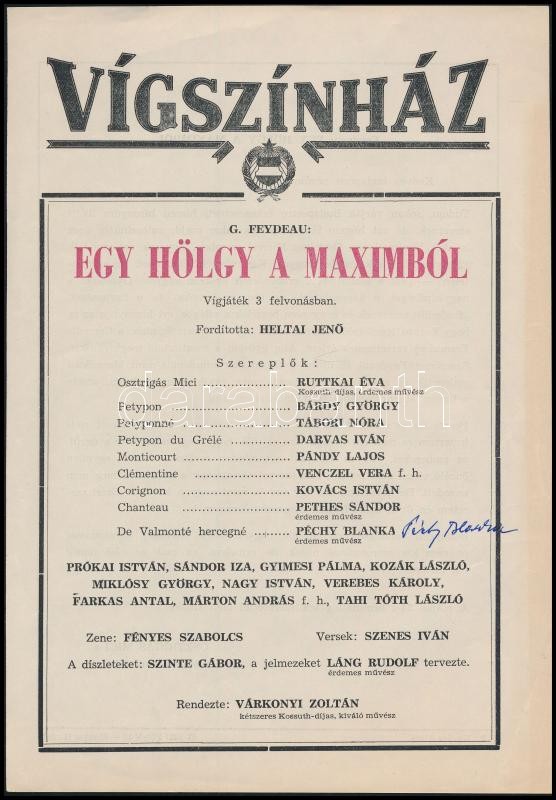 VÍGSZÍNHÁZ
G. FEYDEAU:
EGY HÖLGY A MAXIMBÓL
Vígjáték 3 felvonásban.
Fordította: HELTAI JENŐ
Szereplők:
Osztrigás Mici ........................ RUTTKAI ÉVA
Kossuth-díjas, érdemes művész
Petypon ................................ BÁRDY GYÖRGY
Petyponné ........................... TÁBORI NÓRA
Petypon du Grélé ............... DARVAS IVÁN
Monticourt ........................... PÁNDY LAJOS
Clémentine ........................... VENCZEL VERA f. h.
Corignon .............................. KOVÁCS ISTVÁN
Chanteau .............................. PETHES SÁNDOR
érdemes művész
De Valmonté hercegné ......... PÉCHY BLANKA Péchy Blanka
érdemes művész
PRÓKAI ISTVÁN, SÁNDOR IZA, GYIMESI PÁLMA, KOZÁK LÁSZLÓ,
MIKLÓSY GYÖRGY, NAGY ISTVÁN, VEREBES KÁROLY,
FARKAS ANTAL, MÁRTON ANDRÁS f. h., TAHI TÓTH LÁSZLÓ
Zene: FÉNYES SZABOLCS Versek: SZENES IVÁN
A díszleteket: SZINTE GÁBOR, a jelmezeket LÁNG RUDOLF tervezte.
érdemes művész
Rendezte: VÁRKONYI ZOLTÁN
kétszeres Kossuth-díjas, kiváló művész
darabanth